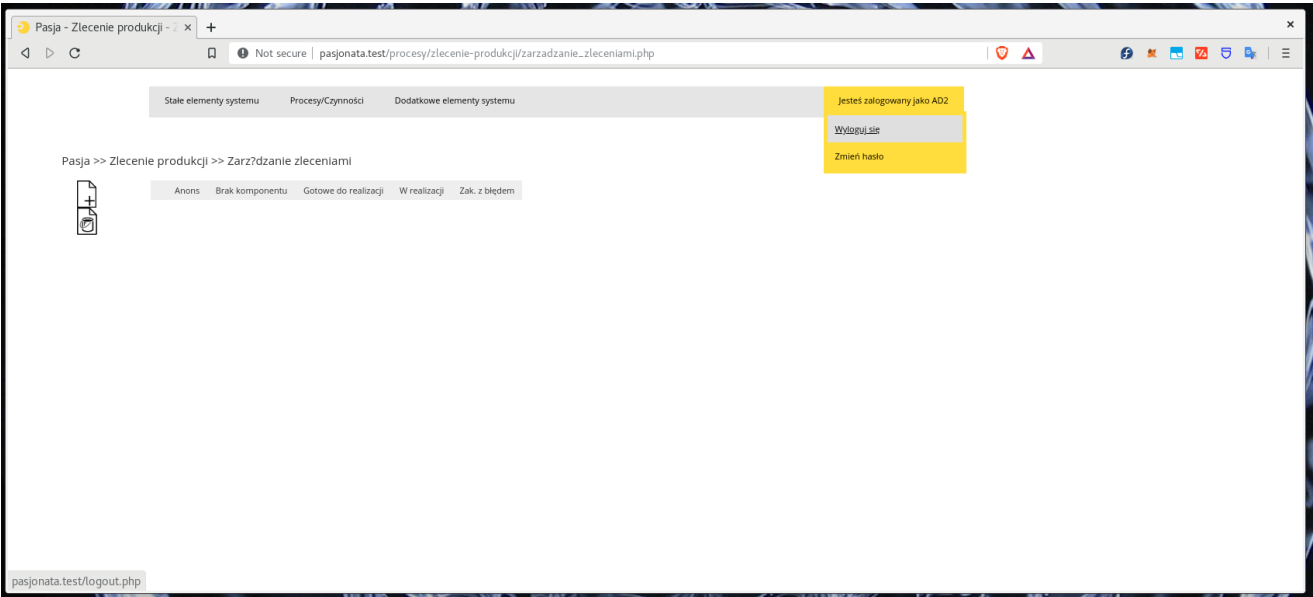 Pasja - Zlecenie produkcji - Z
Not secure pasjonata.test/procesy/zlecenie-produkcji/zarzadzanie_zleceniami.php
Stałe elementy systemu Procesy/Czynności Dodatkowe elementy systemu Jesteś zalogowany jako AD2
Wyloguj się
Zmień hasło
Pasja >> Zlecenie produkcji >> Zarz?dzanie zleceniami
Anons Brak komponentu Gotowe do realizacji W realizacji Zak. z błędem
pasjonata.test/logout.php